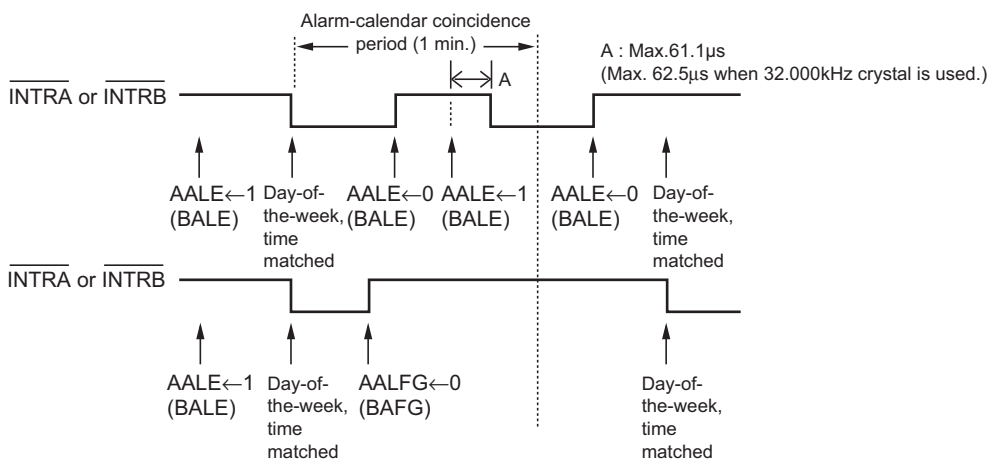 Alarm-calendar coincidence
period (1 min.)
A : Max.61.1μs
(Max. 62.5μs when 32.000kHz crystal is used.)
A
INTRA or INTRB
AALE←1 Day-of- AALE←0 AALE←1 AALE←0 Day-of-
(BALE) the-week, (BALE) (BALE) (BALE) the-week,
time time
matched matched
INTRA or INTRB
AALE←1 Day-of- AALFG←0 Day-of-
(BALE) the-week, (BAFG) the-week,
time time
matched matched